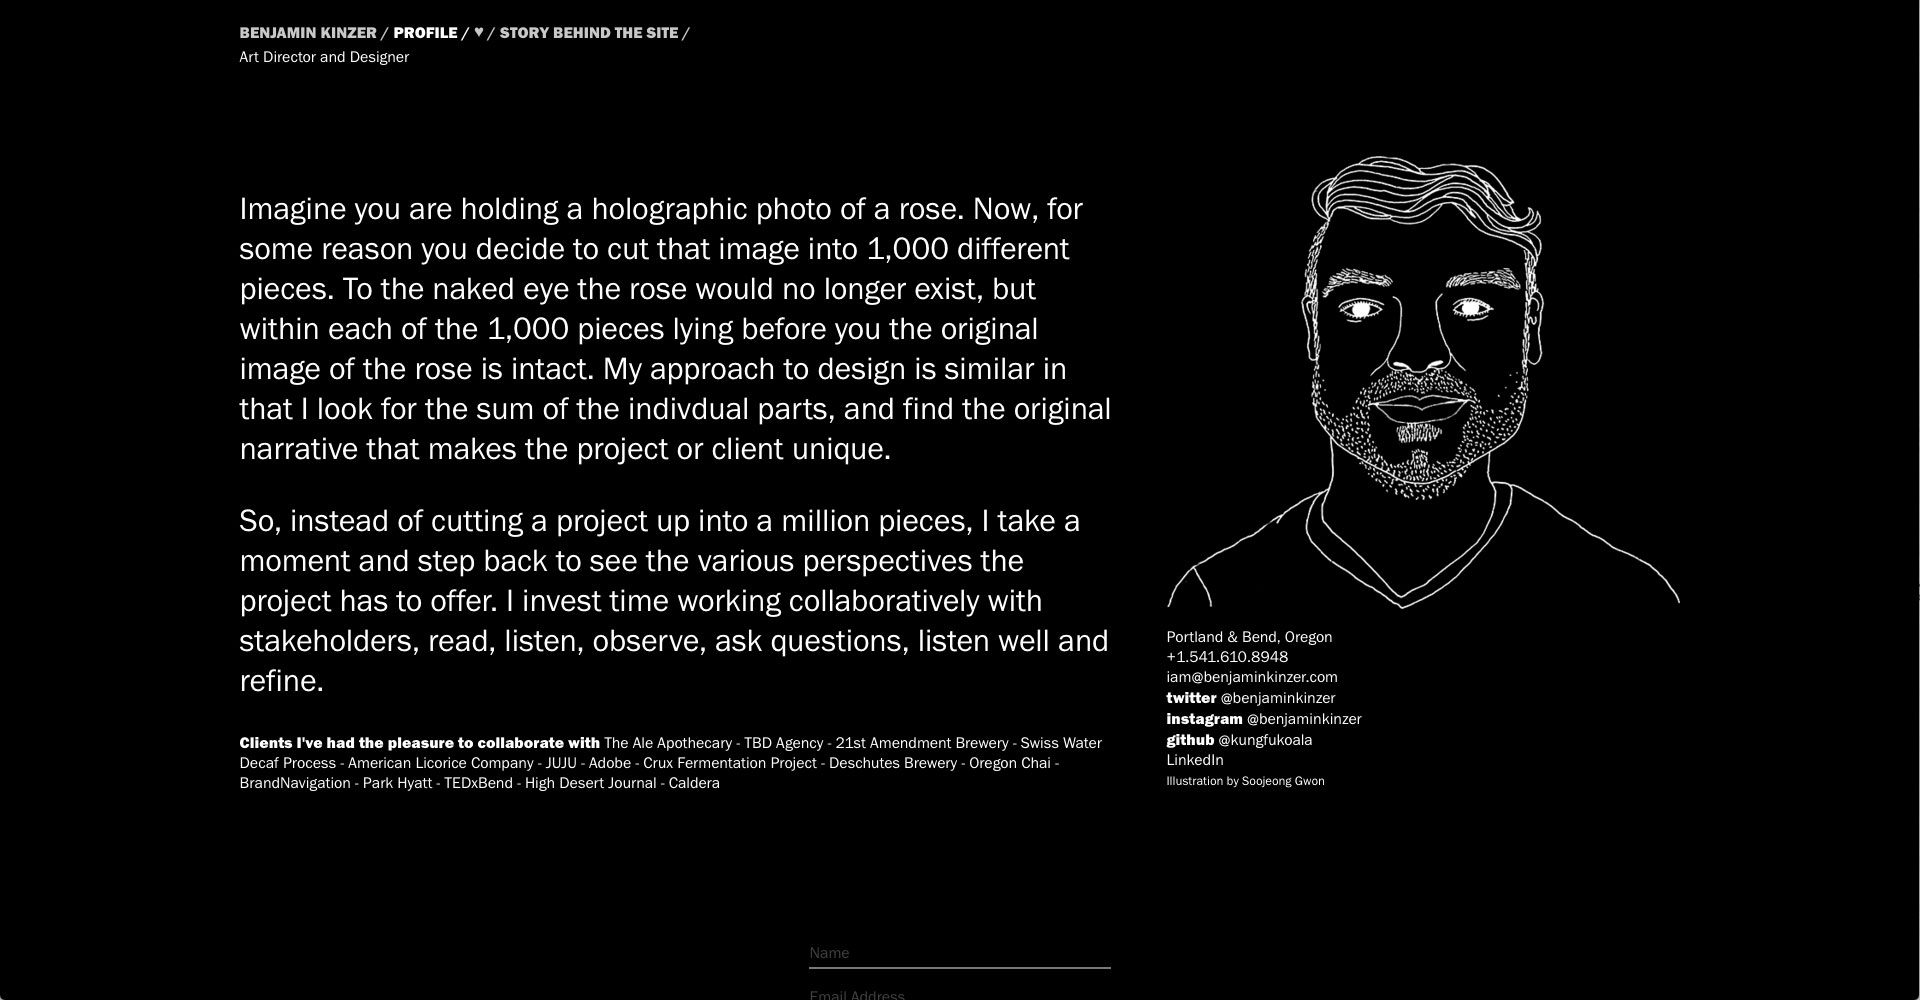 BENJAMIN KINZER / PROFILE / ♥ / STORY BEHIND THE SITE /
Art Director and Designer
Imagine you are holding a holographic photo of a rose. Now, for
some reason you decide to cut that image into 1,000 different
pieces. To the naked eye the rose would no longer exist, but
within each of the 1,000 pieces lying before you the original
image of the rose is intact. My approach to design is similar in
that I look for the sum of the indivdual parts, and find the original
narrative that makes the project or client unique.
So, instead of cutting a project up into a million pieces, I take a
moment and step back to see the various perspectives the
project has to offer. I invest time working collaboratively with
stakeholders, read, listen, observe, ask questions, listen well and
refine.
Clients I've had the pleasure to collaborate with The Ale Apothecary - TBD Agency - 21st Amendment Brewery - Swiss Water
Decaf Process - American Licorice Company - JUJU - Adobe - Crux Fermentation Project - Deschutes Brewery - Oregon Chai -
BrandNavigation - Park Hyatt - TEDxBend - High Desert Journal - Caldera
Portland & Bend, Oregon
+1.541.610.8948
iam@benjaminkinzer.com
twitter @benjaminkinzer
instagram @benjaminkinzer
github @kungfukoala
LinkedIn
Illustration by Soojeong Gwon
Name
Email Address